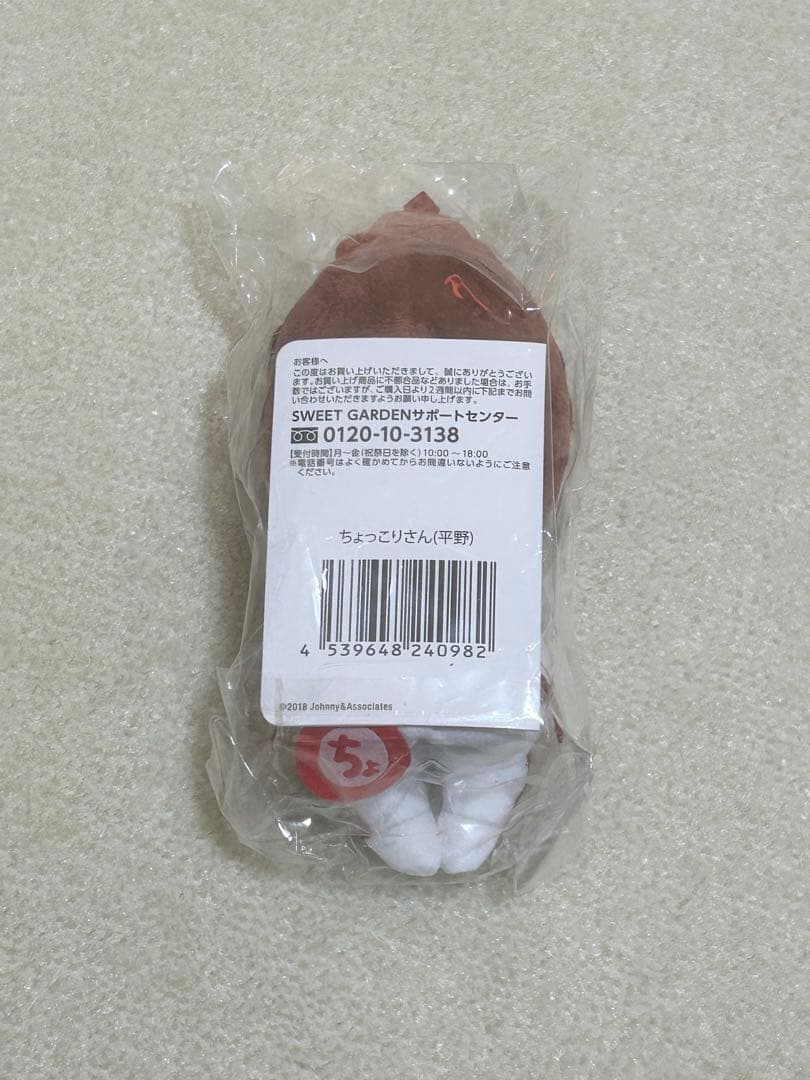 お客様へ
この度はお買い上げいただきまして、誠にありがとうござい
ます。お買い上げ商品に不都合品などありました場合は、お手
数ではございますが、ご購入日より2週間以内に下記までお問
い合わせいただきますようお願い申し上げます。
SWEET GARDENサポートセンター
0120-10-3138
【受付時間】月～金(祝祭日を除く)10:00～18:00
※電話番号はよく確かめてからお間違いないようにご注意
ください。
ちょっこりさん(平野)
4 539648 240982
©2018 Johnny&Associates
ちょ